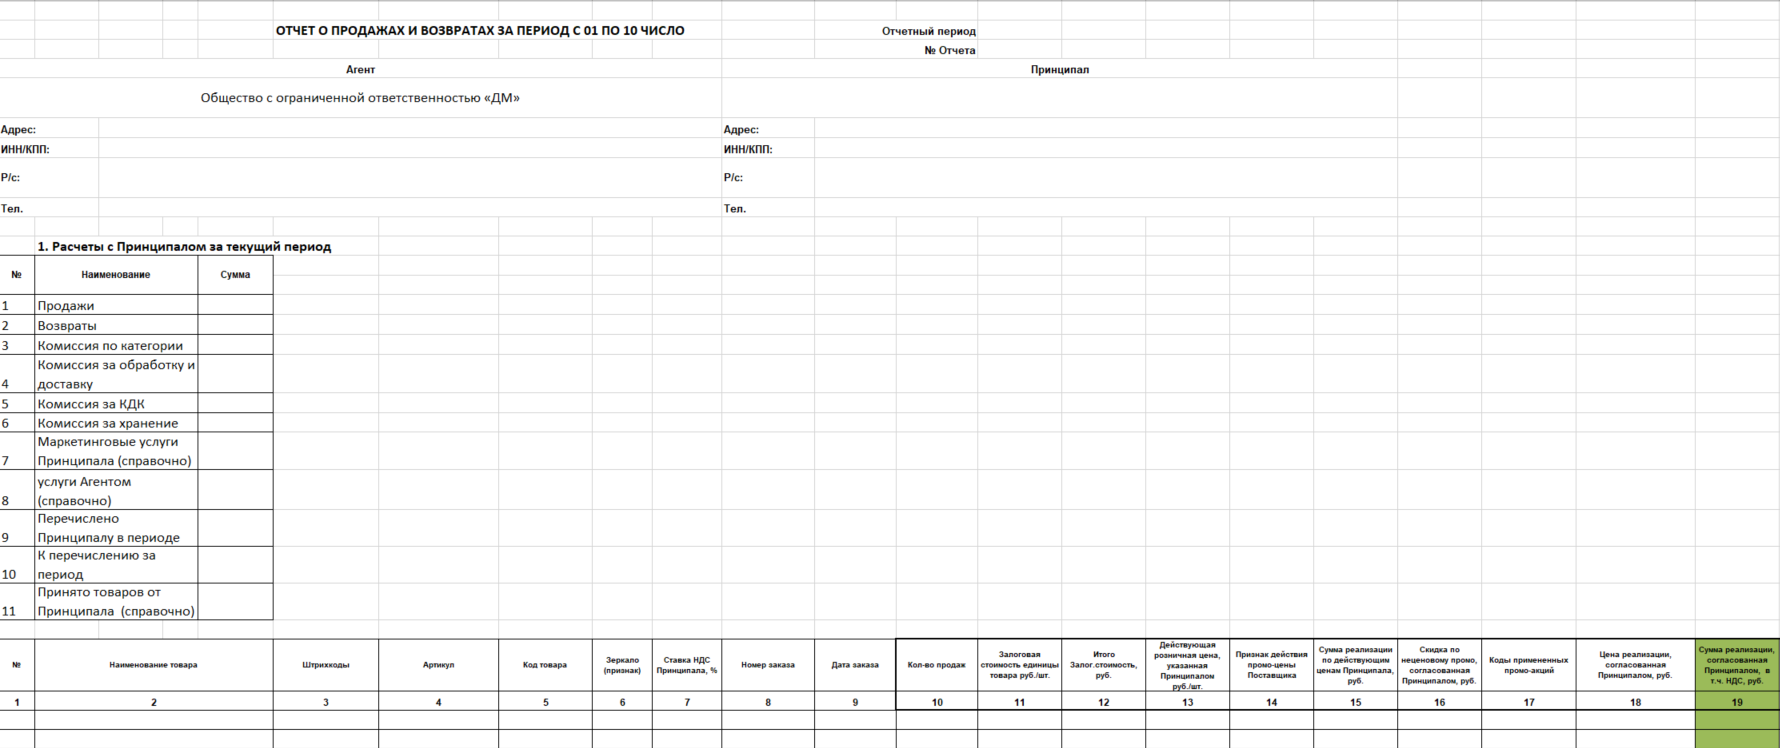 ОТЧЕТ О ПРОДАЖАХ И ВОЗВРАТАХ ЗА ПЕРИОД С 01 ПО 10 ЧИСЛО
Отчетный период
№ Отчета
Агент
Принципал
Общество с ограниченной ответственностью «ДМ»
Адрес:
Адрес:
ИНН/КПП:
ИНН/КПП:
Р/с:
Р/с:
Тел.
Тел.
1. Расчеты с Принципалом за текущий период
№ Наименование Сумма
1 Продажи
2 Возвраты
3 Комиссия по категории
Комиссия за обработку и
4 доставку
5 Комиссия за КДК
6 Комиссия за хранение
Маркетинговые услуги
7 Принципала (справочно)
услуги Агентом
8 (справочно)
Перечислено
9 Принципалу в периоде
К перечислению за
10 период
Принято товаров от
11 Принципала (справочно)
№
Наименование товара
Штрихкоды
Артикул
Код товара
Зеркало
(признак)
Ставка НДС
Принципала, %
Номер заказа
Дата заказа
Кол-во продаж
Залоговая
стоимость единицы
товара руб./шт.
Итого
Залог.стоимость,
руб.
Действующая
розничная цена,
указанная
Принципалом
руб./шт.
Признак действия
промо-цены
Поставщика
Сумма реализации
по действующим
ценам Принципала,
руб.
Скидка по
неценовому промо,
согласованная
Принципалом, руб.
Коды примененных
промо-акций
Цена реализации,
согласованная
Принципалом, руб.
Сумма реализации,
согласованная
Принципалом, в
т.ч. НДС, руб.
1 2 3 4 5 6 7 8 9 10 11 12 13 14 15 16 17 18 19